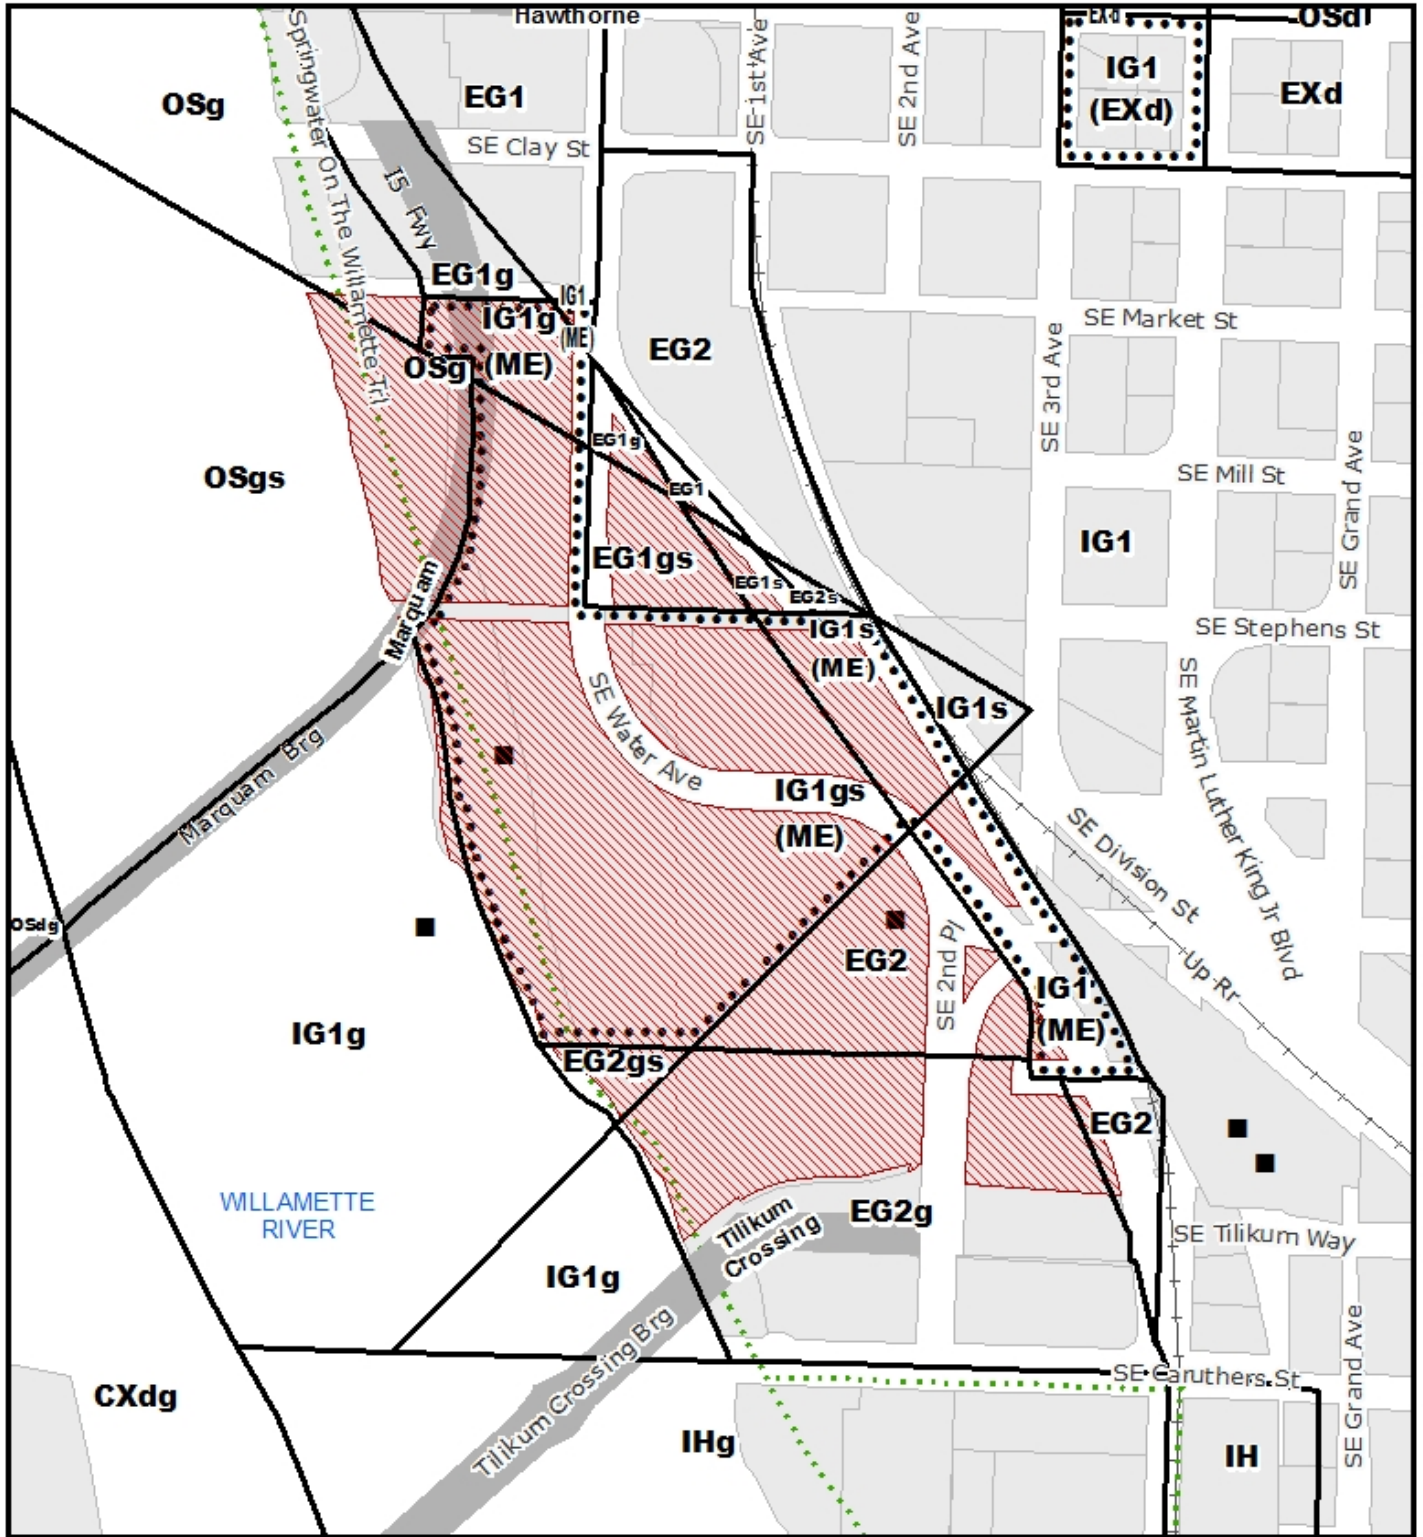 Hawthorne
EXd
OSd
OSg
EG1
SE 1st Ave
SE 2nd Ave
IG1
(EXd)
EXd
SE Clay St
Springwater On The Willamette Trl
I5 Fwy
EG1g
IG1
(ME)
IG1g
(ME)
OSg
EG2
SE Market St
SE 3rd Ave
EG1g
OSgs
EG1
SE Mill St
SE Grand Ave
EG1gs
EG1s
EG2s
IG1
Marquam
IG1s
(ME)
SE Stephens St
IG1s
SE Water Ave
SE Martin Luther King Jr Blvd
Marquam Brg
IG1gs
(ME)
SE Division St
OSdg
EG2
SE 2nd Pl
Up Rr
IG1
(ME)
IG1g
EG2gs
EG2
WILLAMETTE
RIVER
EG2g
Tilikum
Crossing
SE Tilikum Way
IG1g
Tilikum Crossing Brg
SE Caruthers St
CXdg
SE Grand Ave
IHg
IH